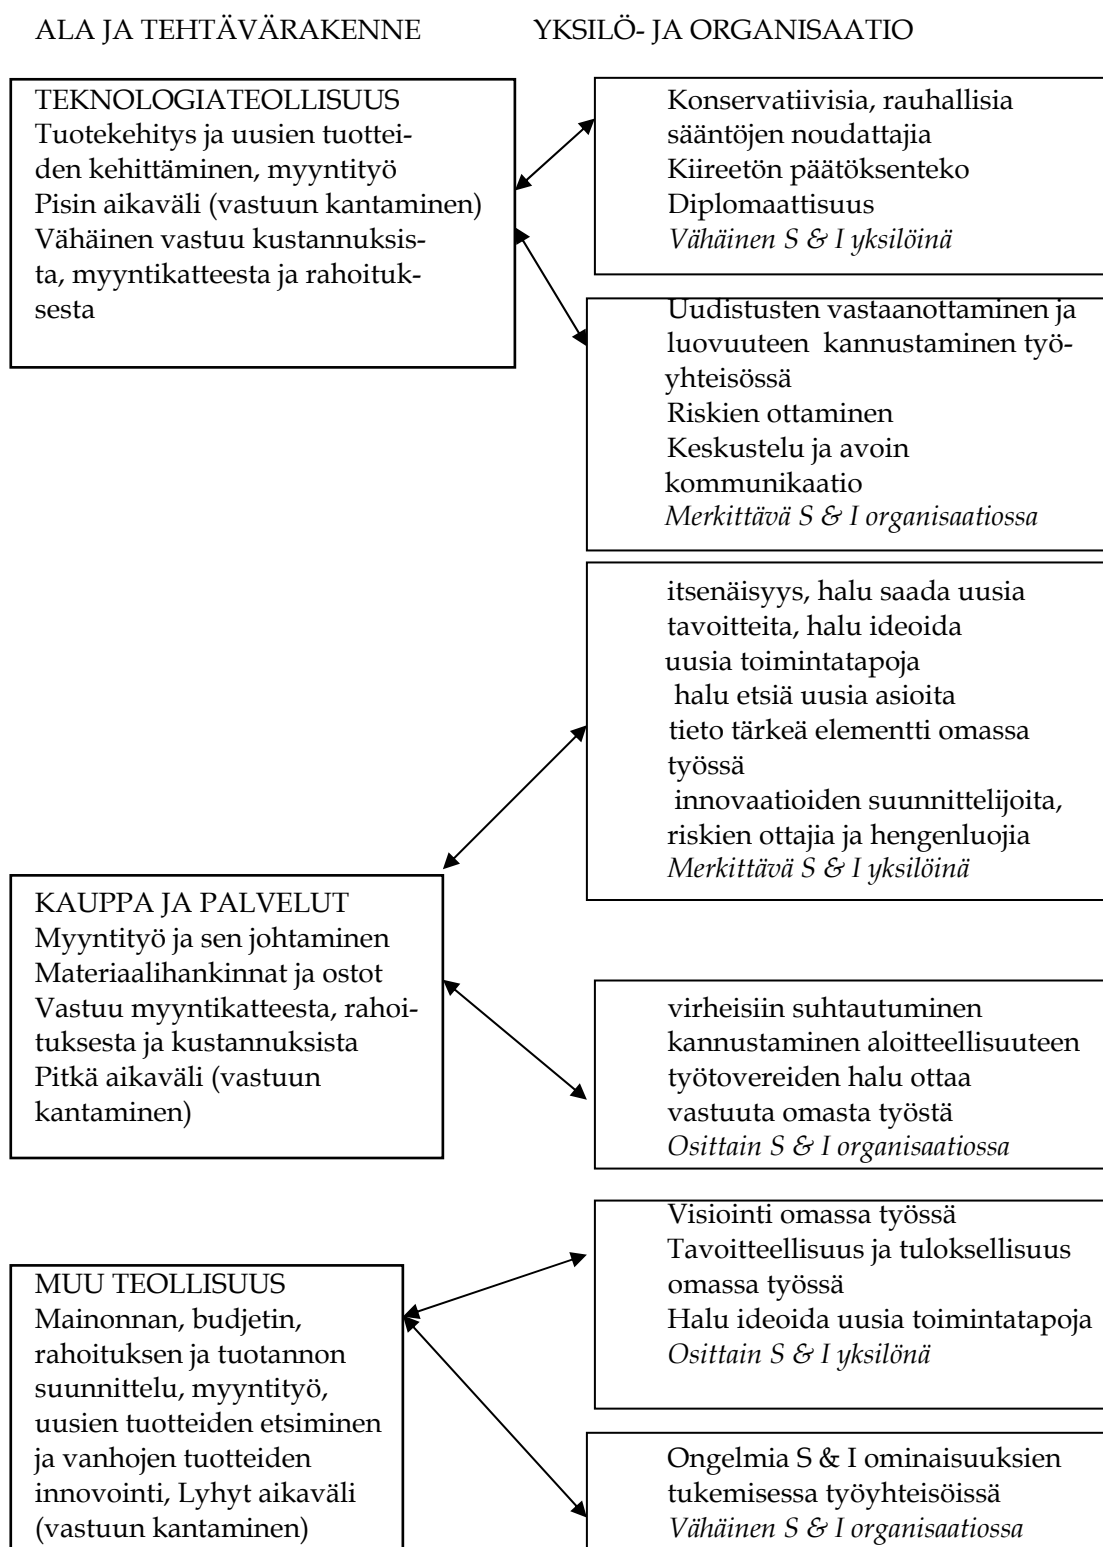 ALA JA TEHTÄVÄRAKENNE
YKSILÖ- JA ORGANISAATIO
TEKNOLOGIATEOLLISUUS
Tuotekehitys ja uusien tuottei-
den kehittäminen, myyntityö
Pisin aikaväli (vastuun kantaminen)
Vähäinen vastuu kustannuksis-
ta, myyntikatteesta ja rahoituk-
sesta
Konservatiivisia, rauhallisia
sääntöjen noudattajia
Kiireetön päätöksenteko
Diplomaattisuus
Vähäinen S & I yksilöinä
Uudistusten vastaanottaminen ja
luovuuteen kannustaminen työ-
yhteisössä
Riskien ottaminen
Keskustelu ja avoin
kommunikaatio
Merkittävä S & I organisaatiossa
itsenäisyys, halu saada uusia
tavoitteita, halu ideoida
uusia toimintatapoja
halu etsiä uusia asioita
tieto tärkeä elementti omassa
työssä
innovaatioiden suunnittelijoita,
riskien ottajia ja hengenluojia
Merkittävä S & I yksilöinä
KAUPPA JA PALVELUT
Myyntityö ja sen johtaminen
Materiaalihankinnat ja ostot
Vastuu myyntikatteesta, rahoi-
tuksesta ja kustannuksista
Pitkä aikaväli (vastuun
kantaminen)
virheisiin suhtautuminen
kannustaminen aloitteellisuuteen
työtovereiden halu ottaa
vastuuta omasta työstä
Osittain S & I organisaatiossa
MUU TEOLLISUUS
Mainonnan, budjetin,
rahoituksen ja tuotannon
suunnittelu, myyntityö,
uusien tuotteiden etsiminen
ja vanhojen tuotteiden
innovointi, Lyhyt aikaväli
(vastuun kantaminen)
Visiointi omassa työssä
Tavoitteellisuus ja tuloksellisuus
omassa työssä
Halu ideoida uusia toimintatapoja
Osittain S & I yksilönä
Ongelmia S & I ominaisuuksien
tukemisessa työyhteisöissä
Vähäinen S & I organisaatiossa